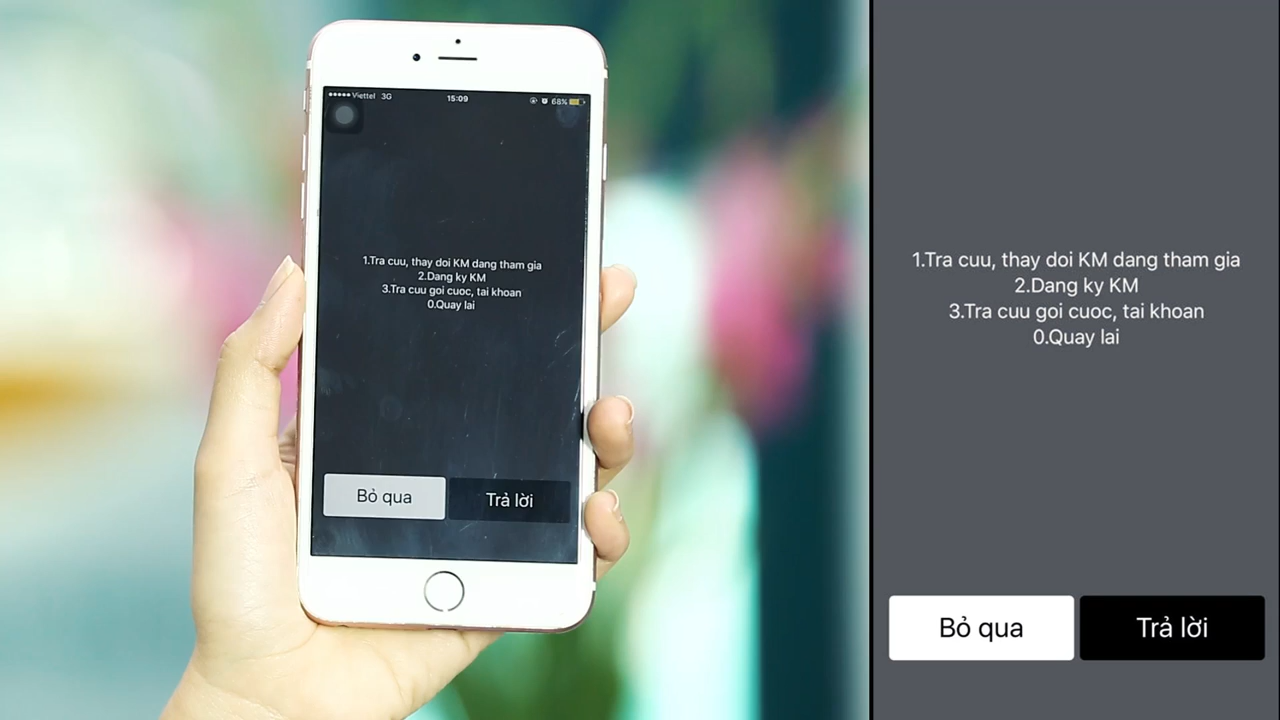 Viettel 3G 15:09 68%
1.Tra cuu, thay doi KM dang tham gia
2.Dang ky KM
3.Tra cuu goi cuoc, tai khoan
0.Quay lai
Bỏ qua Trả lời
1.Tra cuu, thay doi KM dang tham gia
2.Dang ky KM
3.Tra cuu goi cuoc, tai khoan
0.Quay lai
Bỏ qua Trả lời